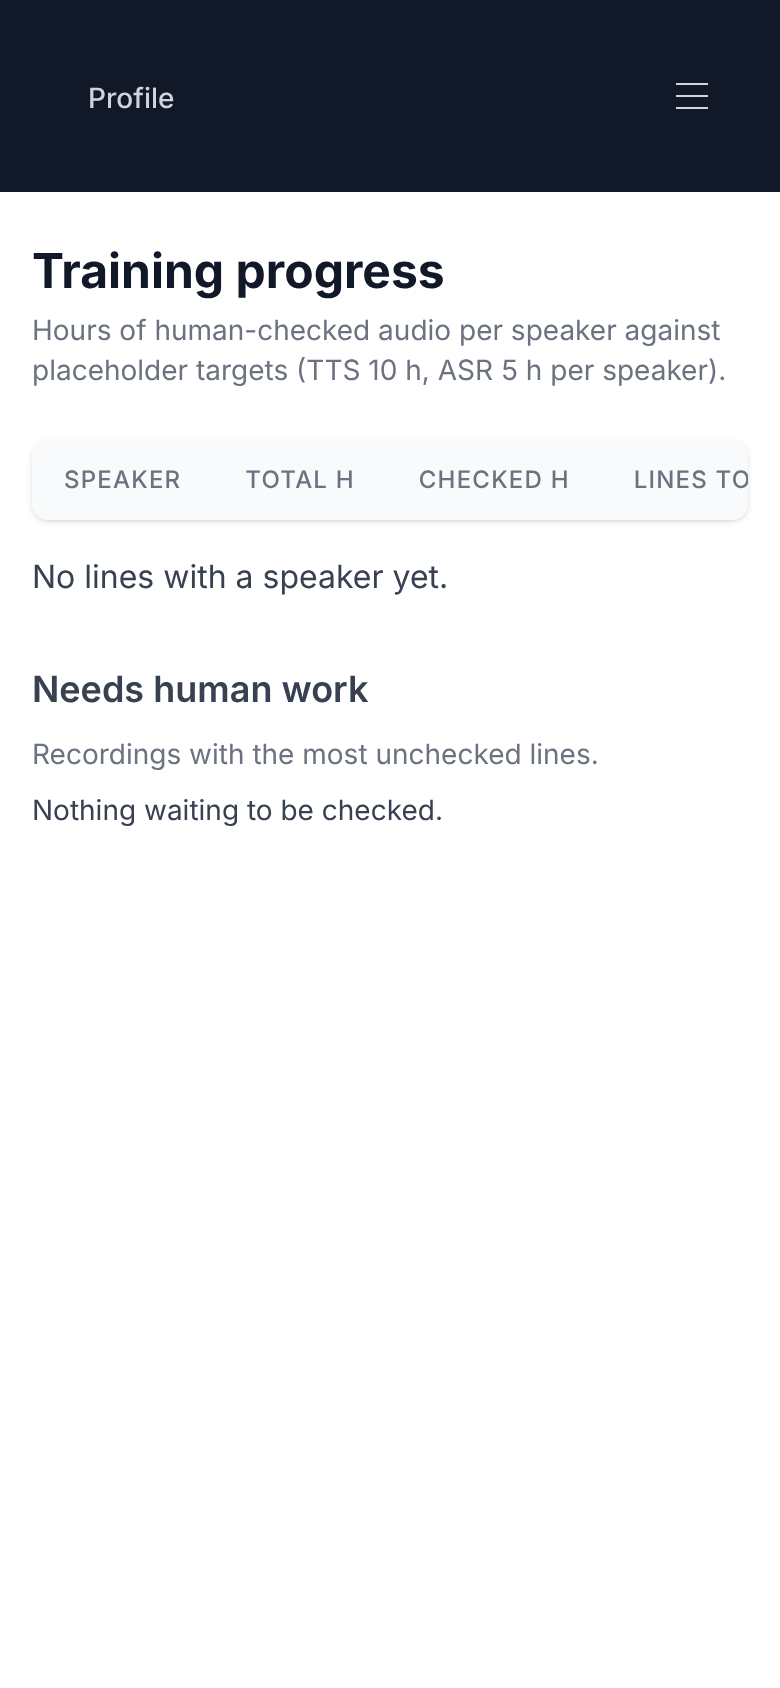 Profile
Training progress
Hours of human-checked audio per speaker against
placeholder targets (TTS 10 h, ASR 5 h per speaker).
SPEAKER TOTAL H CHECKED H LINES TO
No lines with a speaker yet.
Needs human work
Recordings with the most unchecked lines.
Nothing waiting to be checked.